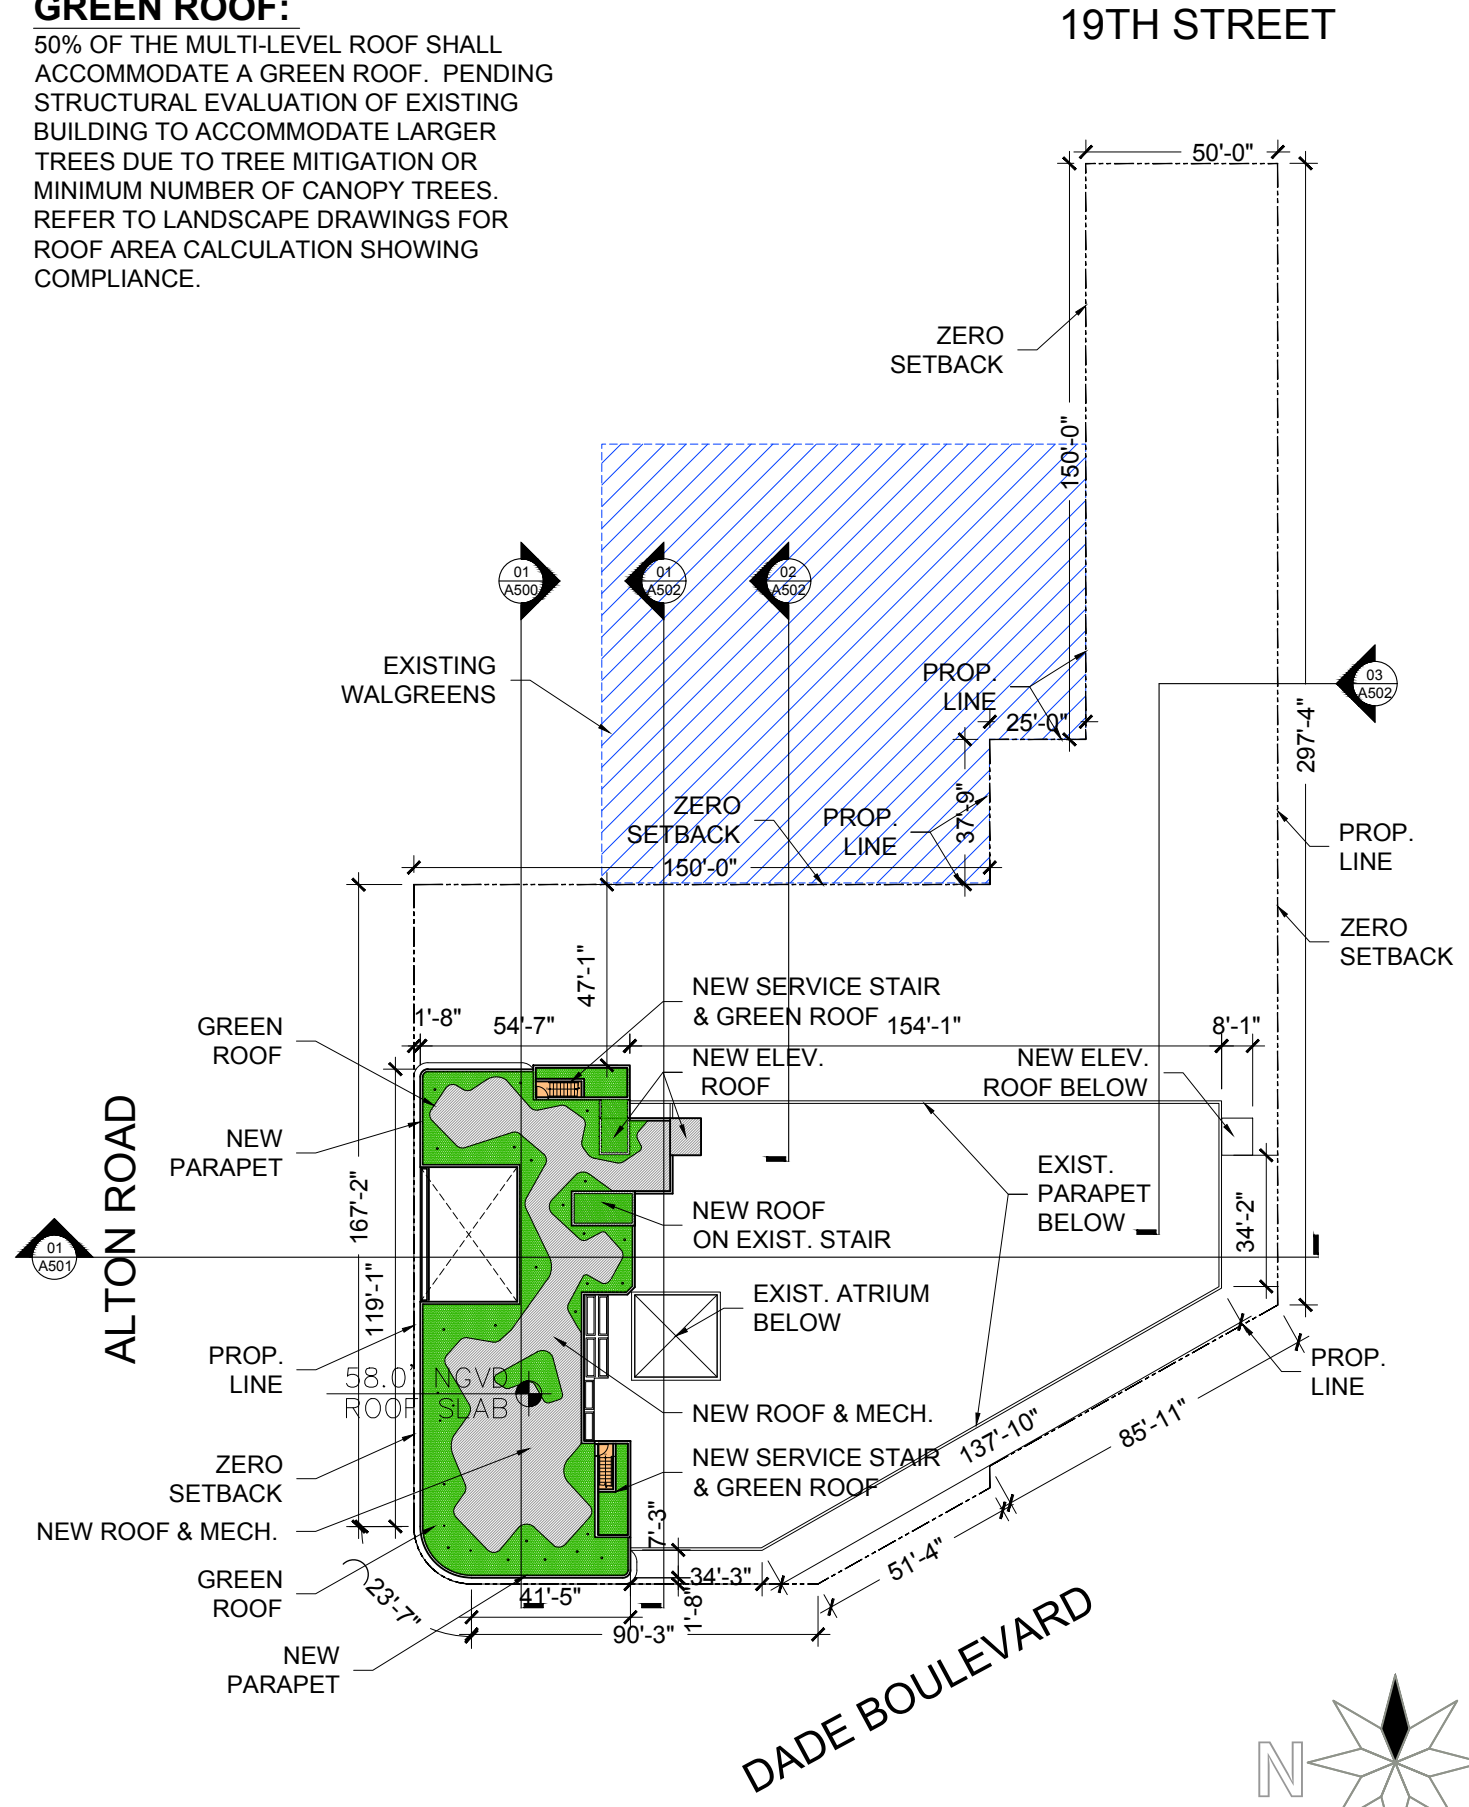 GREEN ROOF:
50% OF THE MULTI-LEVEL ROOF SHALL
ACCOMMODATE A GREEN ROOF.  PENDING
STRUCTURAL EVALUATION OF EXISTING
BUILDING TO ACCOMMODATE LARGER
TREES DUE TO TREE MITIGATION OR
MINIMUM NUMBER OF CANOPY TREES.
REFER TO LANDSCAPE DRAWINGS FOR
ROOF AREA CALCULATION SHOWING
COMPLIANCE.
19TH STREET
50'-0"
ZERO
SETBACK
150'-0"
01
A500
01
A502
02
A502
EXISTING
WALGREENS
PROP.
LINE
25'-0"
03
A502
297'-4"
ZERO
SETBACK
PROP.
LINE
37'-9"
150'-0"
PROP.
LINE
ZERO
SETBACK
47'-1"
NEW SERVICE STAIR
& GREEN ROOF
1'-8"
54'-7"
154'-1"
8'-1"
GREEN
ROOF
NEW ELEV.
ROOF
NEW ELEV.
ROOF BELOW
NEW
PARAPET
ALTON ROAD
167'-2"
119'-1"
EXIST.
PARAPET
BELOW
34'-2"
NEW ROOF
ON EXIST. STAIR
01
A501
EXIST. ATRIUM
BELOW
PROP.
LINE
58.0' NGVD
ROOF SLAB
PROP.
LINE
NEW ROOF & MECH.
137'-10"
85'-11"
ZERO
SETBACK
NEW SERVICE STAIR
& GREEN ROOF
NEW ROOF & MECH.
7'-3"
51'-4"
GREEN
ROOF
23'-7"
34'-3"
41'-5"
1'-8"
90'-3"
NEW
PARAPET
DADE BOULEVARD
N